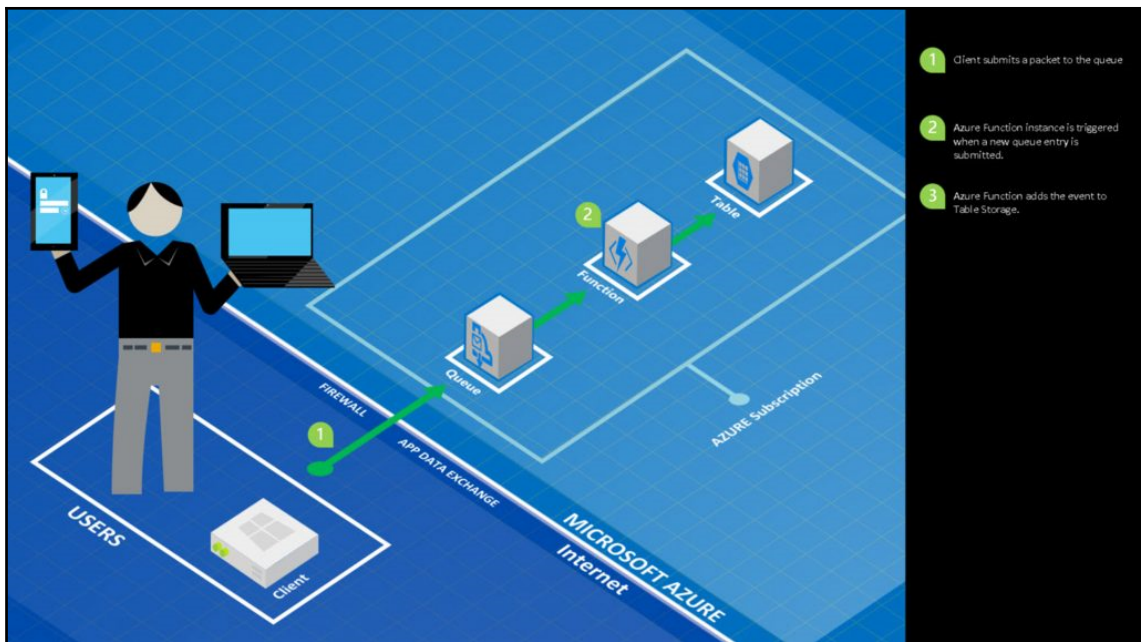 1
Client submits a packet to the queue
2
Azure Function instance is triggered
when a new queue entry is
submitted.
3
Azure Function adds the event to
Table Storage.
Table
2
Function
Queue
AZURE Subscription
FIREWALL
1
APP DATA EXCHANGE
MICROSOFT AZURE
Internet
USERS
Client